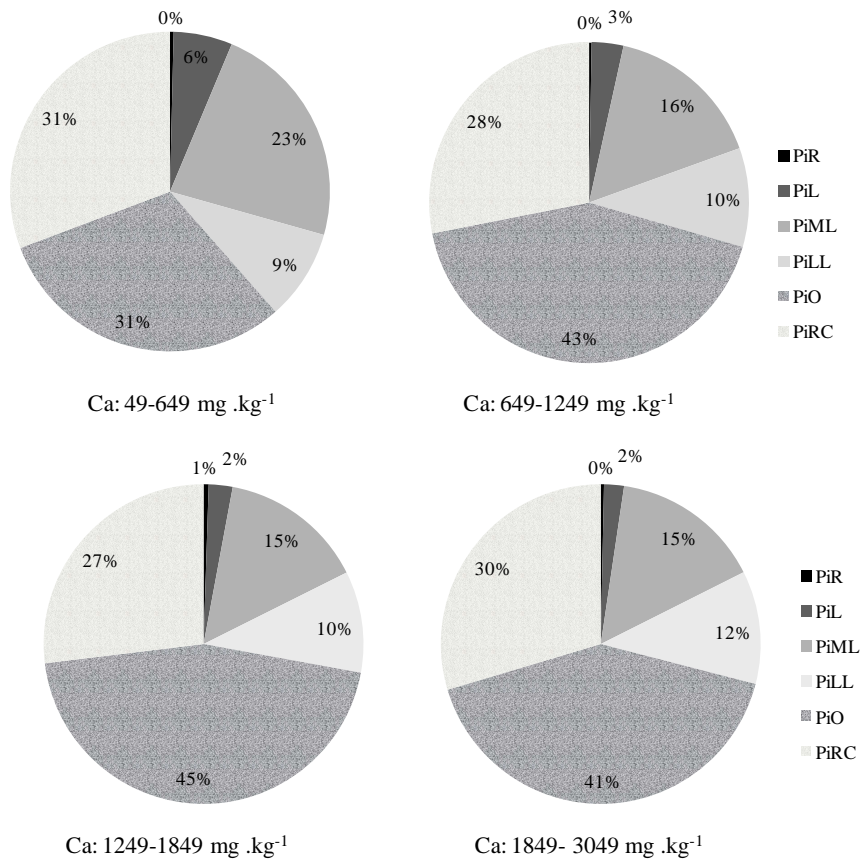 0%
6%
23%
9%
31%
31%
Ca: 49-649 mg .kg-1
0% 3%
16%
10%
43%
28%
Ca: 649-1249 mg .kg-1
PiR
PiL
PiML
PiLL
PiO
PiRC
1% 2%
15%
10%
45%
27%
Ca: 1249-1849 mg .kg-1
0% 2%
15%
12%
41%
30%
Ca: 1849- 3049 mg .kg-1
PiR
PiL
PiML
PiLL
PiO
PiRC